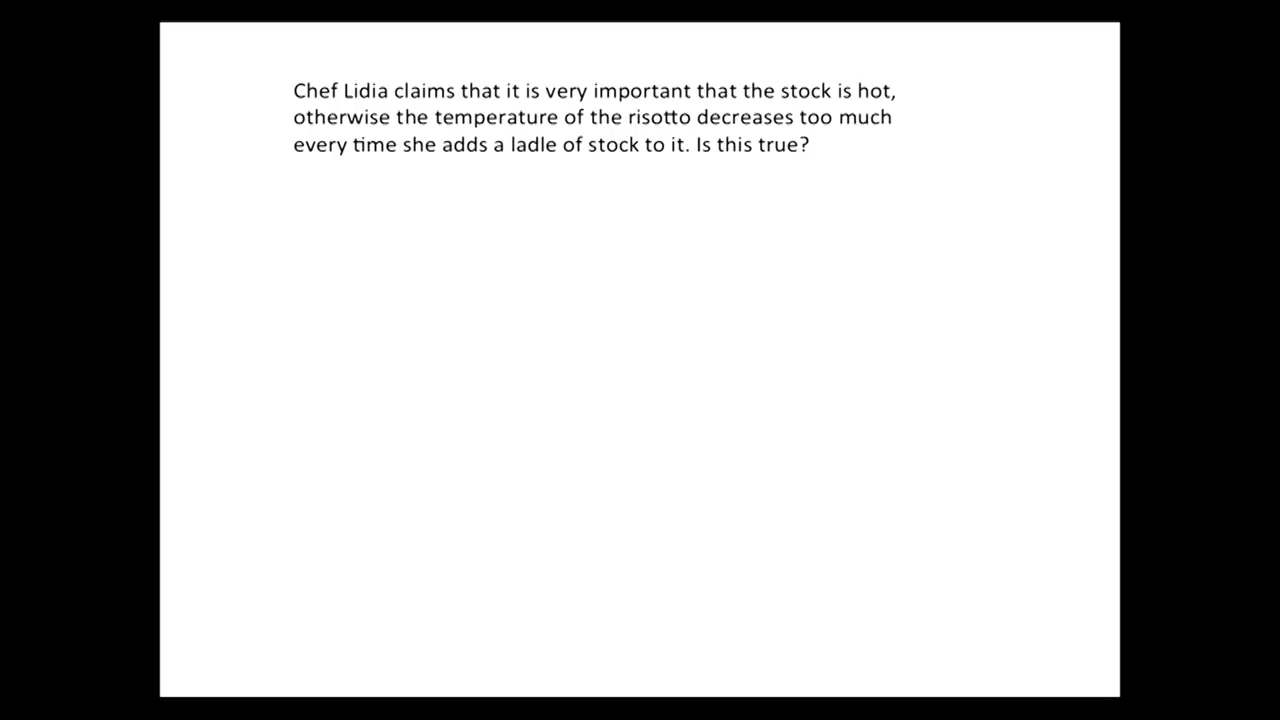 Chef Lidia claims that it is very important that the stock is hot,
otherwise the temperature of the risotto decreases too much
every time she adds a ladle of stock to it. Is this true?